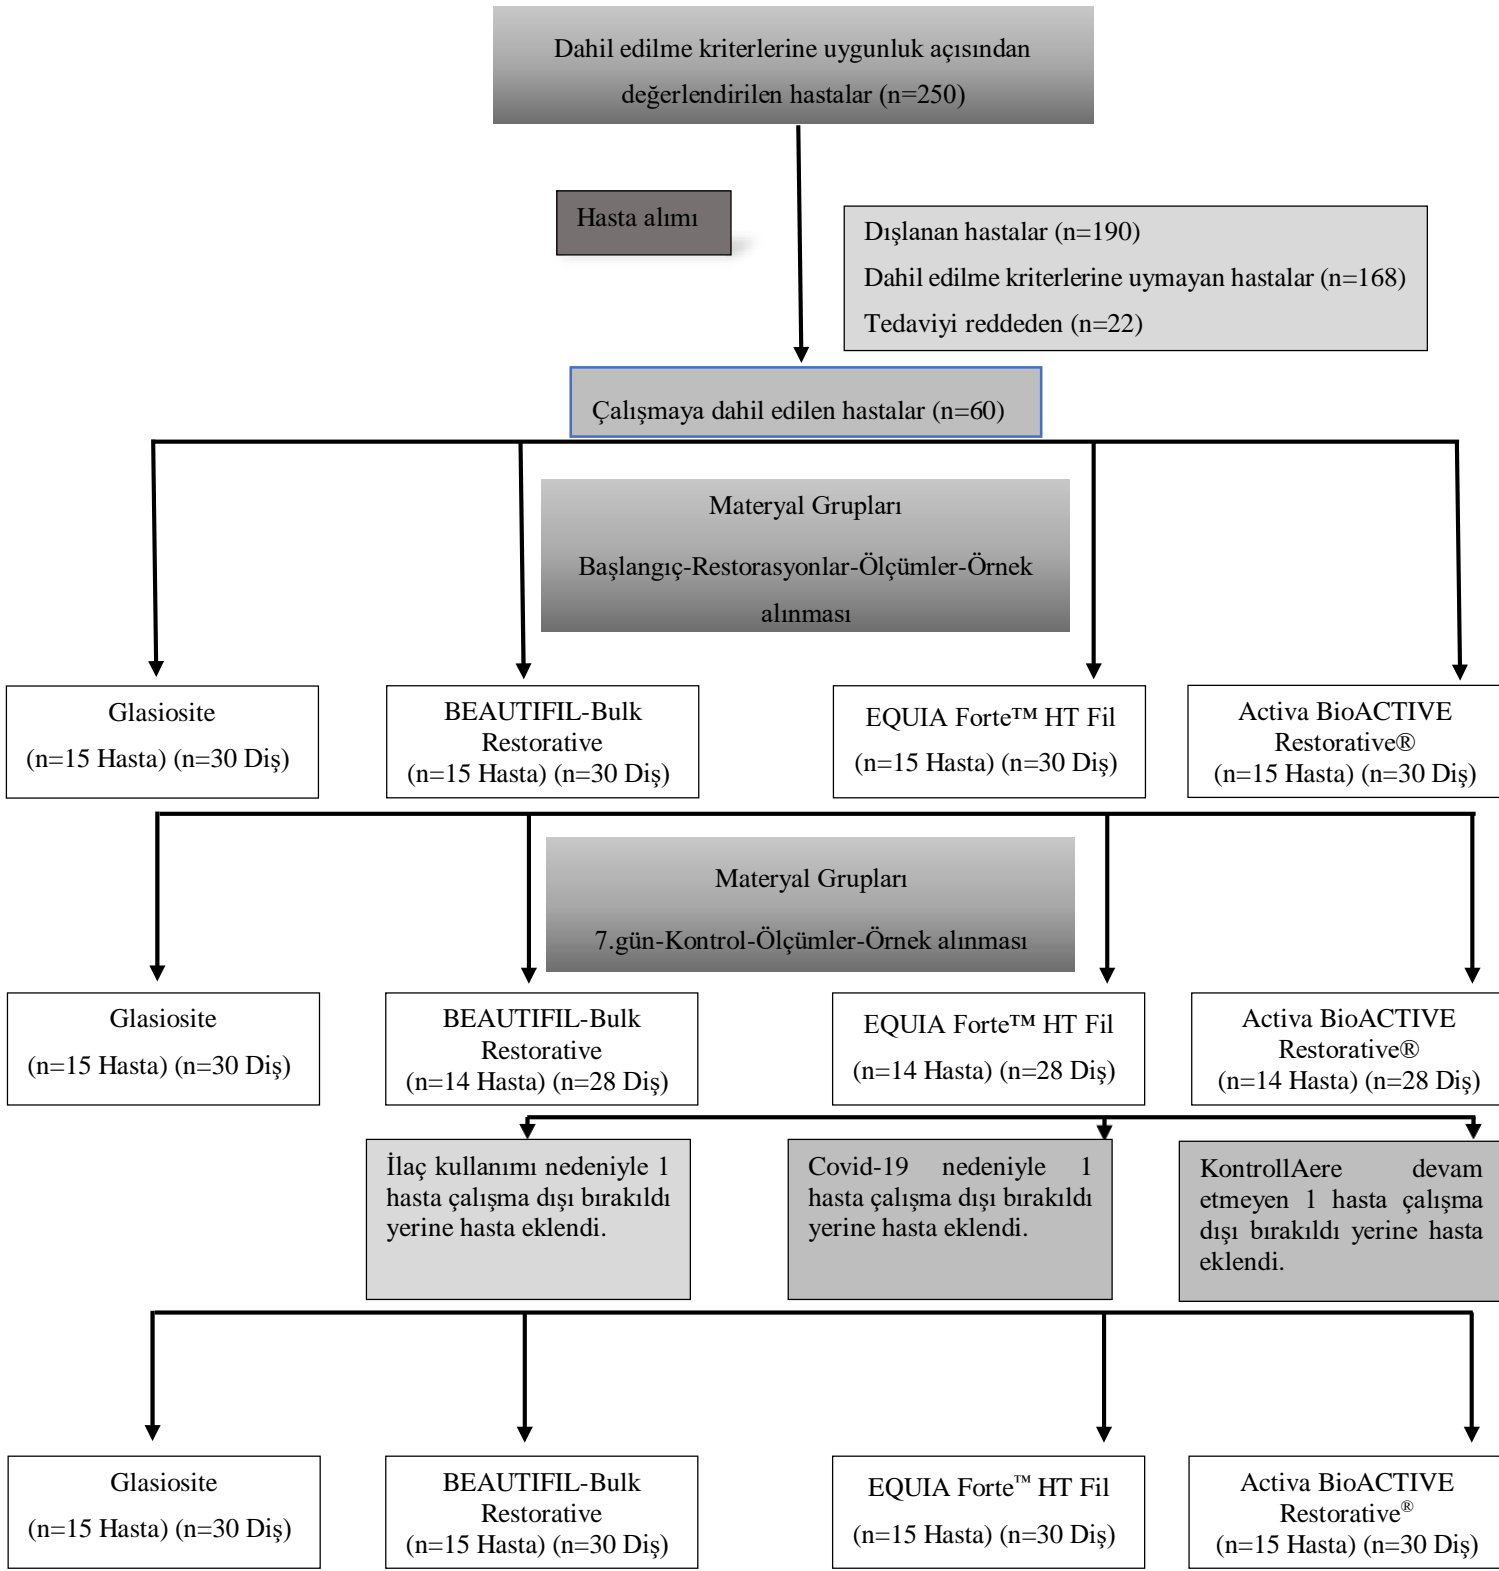 Dahil edilme kriterlerine uygunluk açısından
değerlendirilen hastalar (n=250)
Hasta alımı
Dışlanan hastalar (n=190)
Dahil edilme kriterlerine uymayan hastalar (n=168)
Tedaviyi reddeden (n=22)
Çalışmaya dahil edilen hastalar (n=60)
Materyal Grupları
Başlangıç-Restorasyonlar-Ölçümler-Örnek
alınması
Glasiosite
(n=15 Hasta) (n=30 Diş)
BEAUTIFIL-Bulk
Restorative
(n=15 Hasta) (n=30 Diş)
EQUIA Forte™ HT Fil
(n=15 Hasta) (n=30 Diş)
Activa BioACTIVE
Restorative®
(n=15 Hasta) (n=30 Diş)
Materyal Grupları
7.gün-Kontrol-Ölçümler-Örnek alınması
Glasiosite
(n=15 Hasta) (n=30 Diş)
BEAUTIFIL-Bulk
Restorative
(n=14 Hasta) (n=28 Diş)
EQUIA Forte™ HT Fil
(n=14 Hasta) (n=28 Diş)
Activa BioACTIVE
Restorative®
(n=14 Hasta) (n=28 Diş)
İlaç kullanımı nedeniyle 1
hasta çalışma dışı bırakıldı
yerine hasta eklendi.
Covid-19 nedeniyle 1
hasta çalışma dışı bırakıldı
yerine hasta eklendi.
KontrollAere devam
etmeyen 1 hasta çalışma
dışı bırakıldı yerine hasta
eklendi.
Glasiosite
(n=15 Hasta) (n=30 Diş)
BEAUTIFIL-Bulk
Restorative
(n=15 Hasta) (n=30 Diş)
EQUIA Forte™ HT Fil
(n=15 Hasta) (n=30 Diş)
Activa BioACTIVE
Restorative®
(n=15 Hasta) (n=30 Diş)